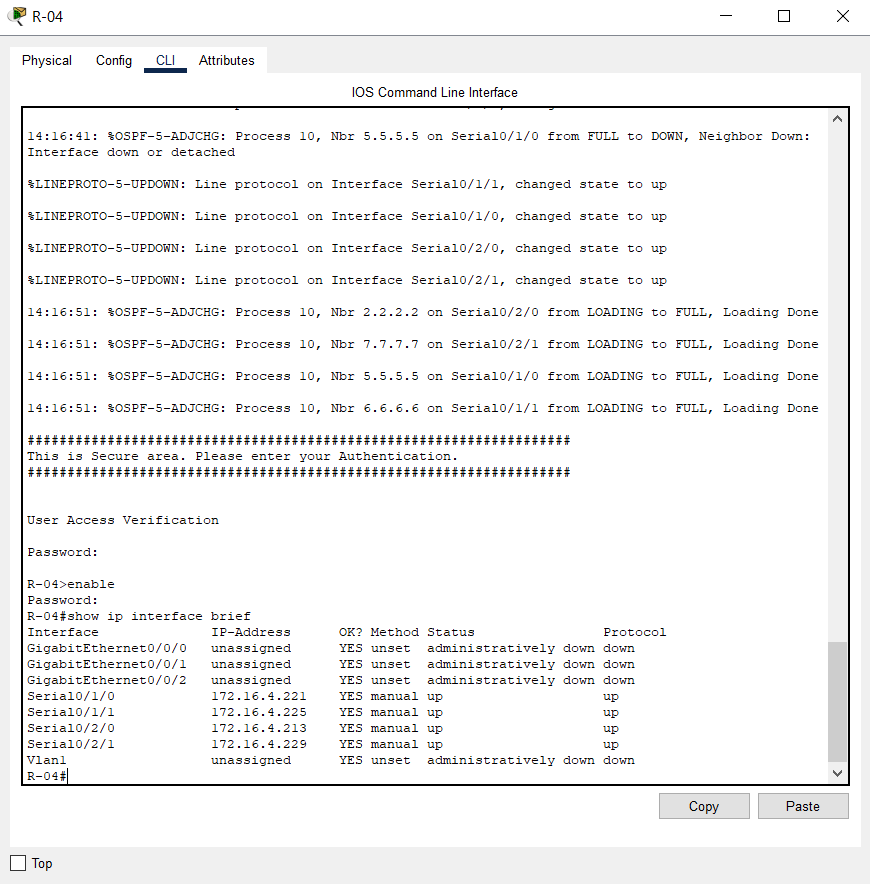 R-04
Physical Config CLI Attributes
IOS Command Line Interface
14:16:41: %OSPF-5-ADJCHG: Process 10, Nbr 5.5.5.5 on Serial0/1/0 from FULL to DOWN, Neighbor Down:
Interface down or detached
%LINEPROTO-5-UPDOWN: Line protocol on Interface Serial0/1/1, changed state to up
%LINEPROTO-5-UPDOWN: Line protocol on Interface Serial0/1/0, changed state to up
%LINEPROTO-5-UPDOWN: Line protocol on Interface Serial0/2/0, changed state to up
%LINEPROTO-5-UPDOWN: Line protocol on Interface Serial0/2/1, changed state to up
14:16:51: %OSPF-5-ADJCHG: Process 10, Nbr 2.2.2.2 on Serial0/2/0 from LOADING to FULL, Loading Done
14:16:51: %OSPF-5-ADJCHG: Process 10, Nbr 7.7.7.7 on Serial0/2/1 from LOADING to FULL, Loading Done
14:16:51: %OSPF-5-ADJCHG: Process 10, Nbr 5.5.5.5 on Serial0/1/0 from LOADING to FULL, Loading Done
14:16:51: %OSPF-5-ADJCHG: Process 10, Nbr 6.6.6.6 on Serial0/1/1 from LOADING to FULL, Loading Done
####################################################################
This is Secure area. Please enter your Authentication.
####################################################################
User Access Verification
Password:
R-04>enable
Password:
R-04#show ip interface brief
Interface IP-Address OK? Method Status Protocol
GigabitEthernet0/0/0 unassigned YES unset administratively down down
GigabitEthernet0/0/1 unassigned YES unset administratively down down
GigabitEthernet0/0/2 unassigned YES unset administratively down down
Serial0/1/0 172.16.4.221 YES manual up up
Serial0/1/1 172.16.4.225 YES manual up up
Serial0/2/0 172.16.4.213 YES manual up up
Serial0/2/1 172.16.4.229 YES manual up up
Vlan1 unassigned YES unset administratively down down
R-04#
Copy Paste
Top